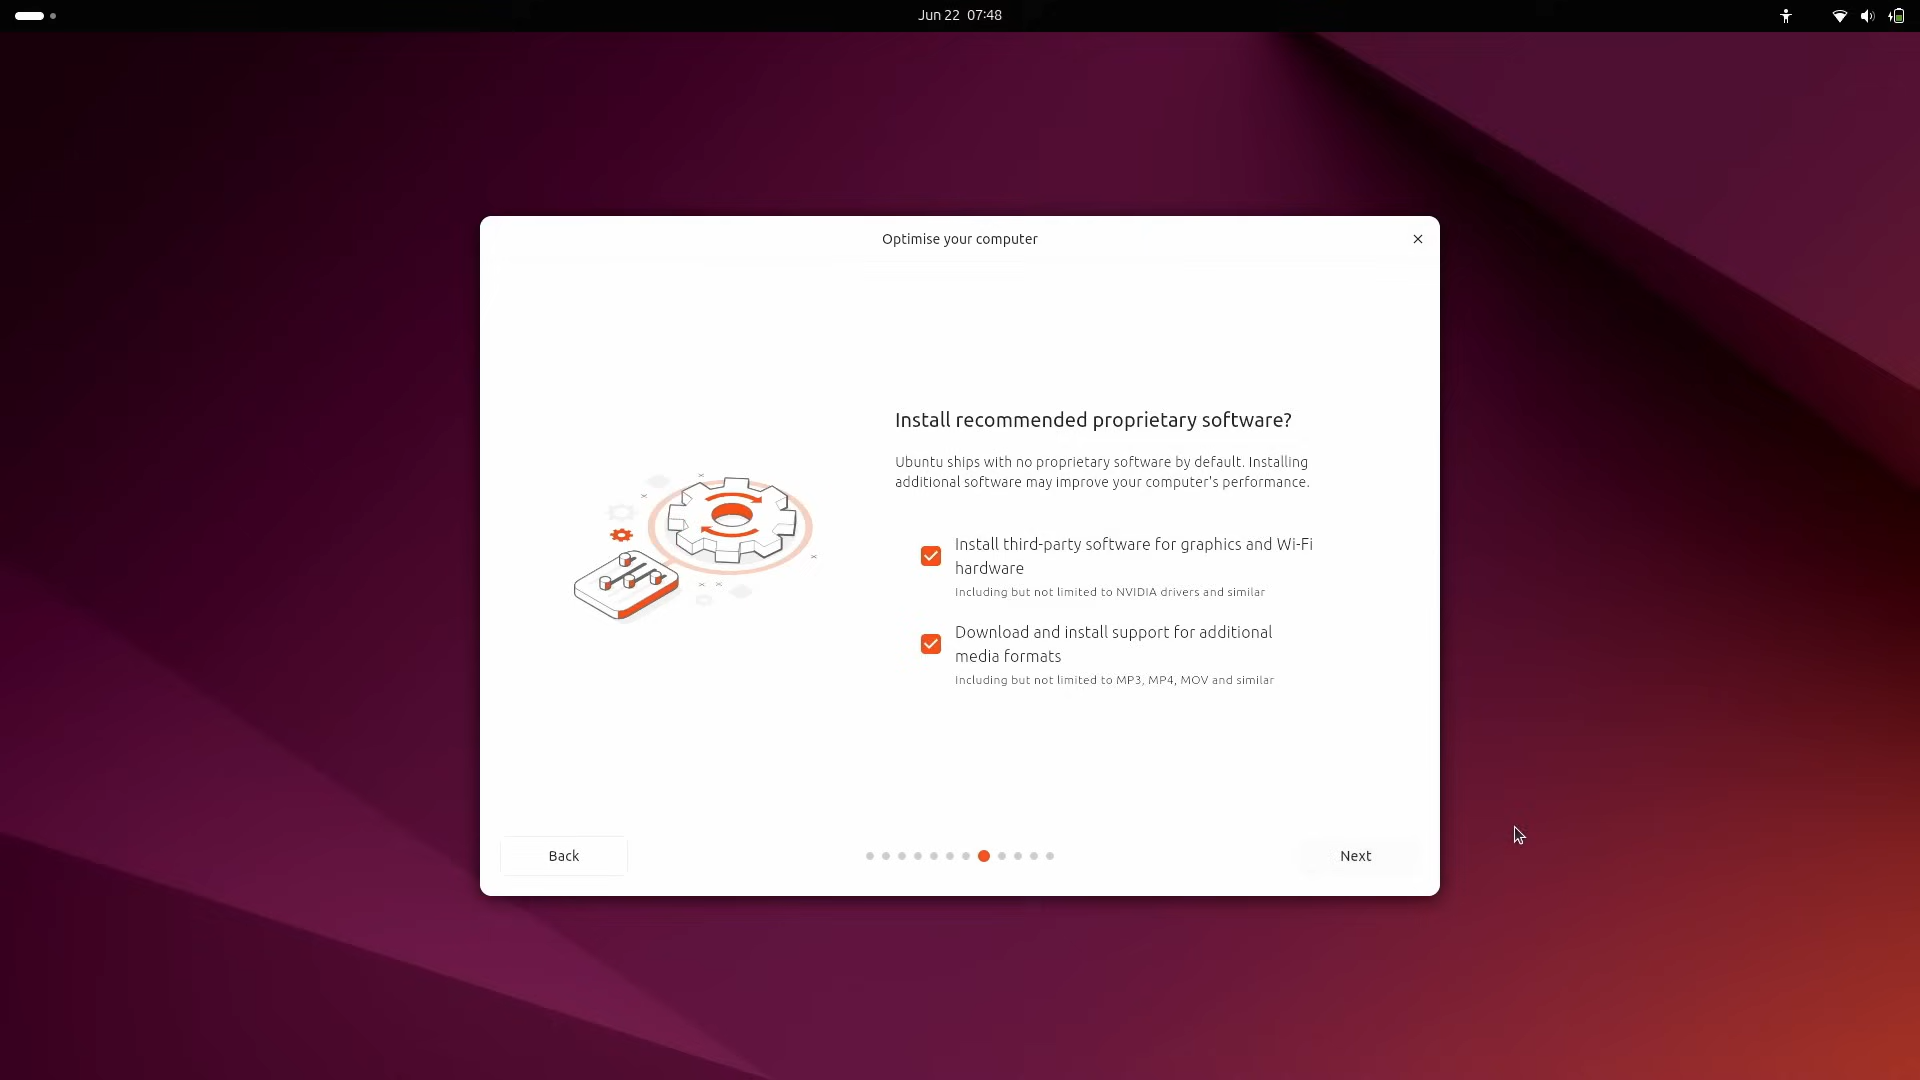 Jun 22 07:48
Optimise your computer
Install recommended proprietary software?
Ubuntu ships with no proprietary software by default. Installing
additional software may improve your computer's performance.
Install third-party software for graphics and Wi-Fi
hardware
Including but not limited to NVIDIA drivers and similar
Download and install support for additional
media formats
Including but not limited to MP3, MP4, MOV and similar
Back
Next